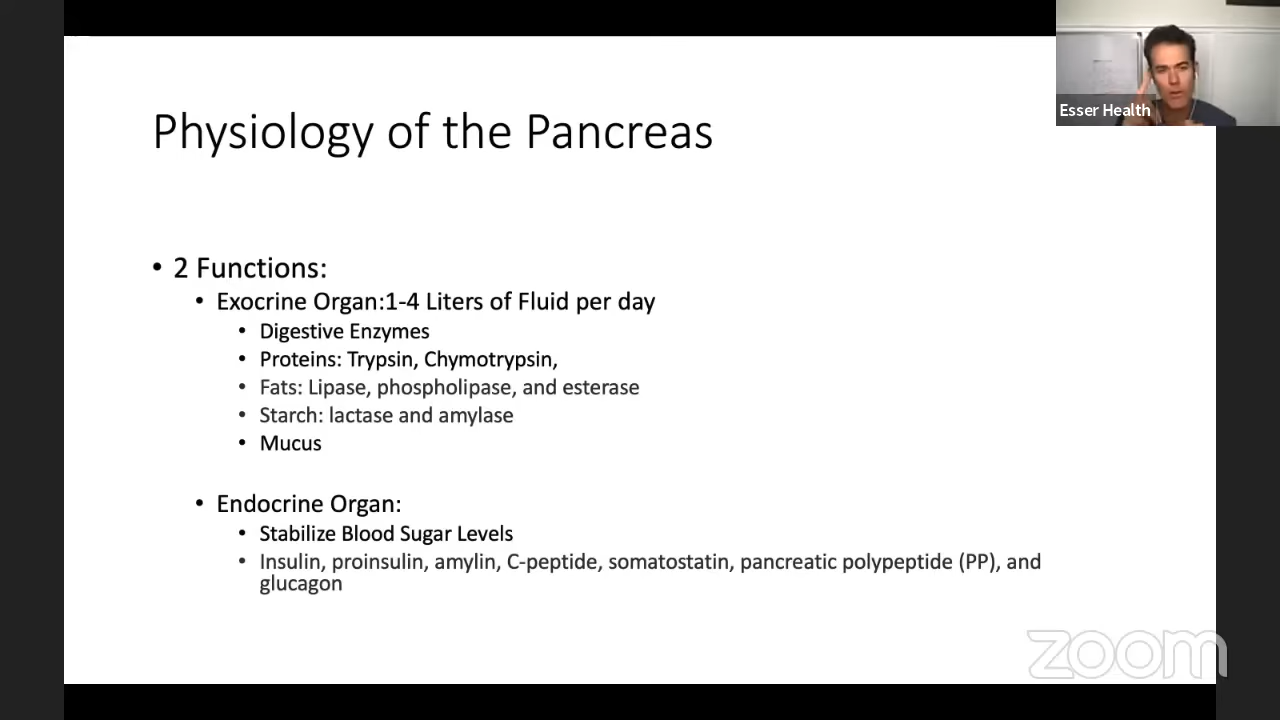 Esser Health
Physiology of the Pancreas
• 2 Functions:
• Exocrine Organ:1-4 Liters of Fluid per day
• Digestive Enzymes
• Proteins: Trypsin, Chymotrypsin,
• Fats: Lipase, phospholipase, and esterase
• Starch: lactase and amylase
• Mucus
• Endocrine Organ:
• Stabilize Blood Sugar Levels
• Insulin, proinsulin, amylin, C-peptide, somatostatin, pancreatic polypeptide (PP), and
glucagon
zoom